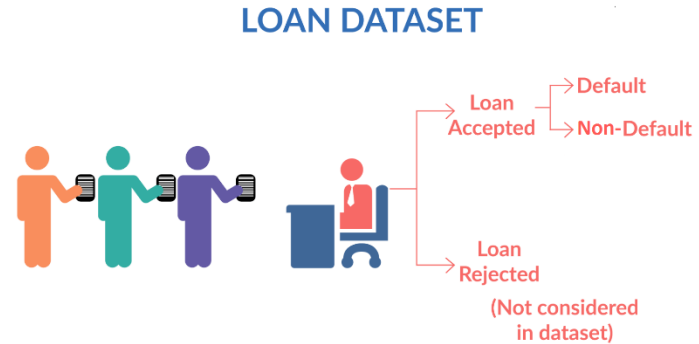 LOAN DATASET
Loan
Accepted
Default
Non-Default
Loan
Rejected
(Not considered
in dataset)